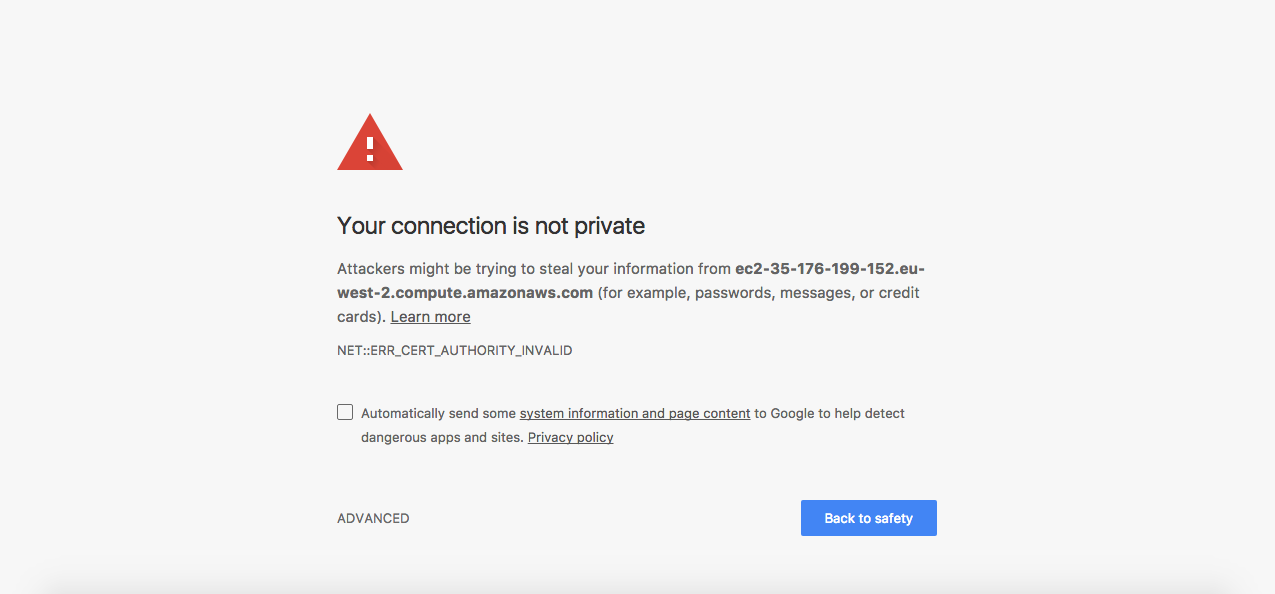 Your connection is not private
Attackers might be trying to steal your information from ec2-35-176-199-152.eu-
west-2.compute.amazonaws.com (for example, passwords, messages, or credit
cards). Learn more
NET::ERR_CERT_AUTHORITY_INVALID
Automatically send some system information and page content to Google to help detect
dangerous apps and sites. Privacy policy
ADVANCED
Back to safety